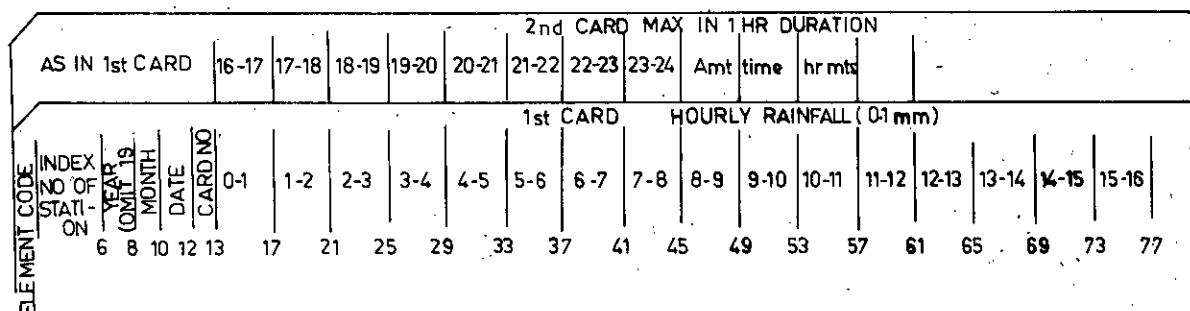 2nd CARD MAX IN 1 HR DURATION
AS IN 1st CARD 16-17 17-18 18-19 19-20 20-21 21-22 22-23 23-24 Amt time hr mts
1st CARD HOURLY RAINFALL (0.1 mm)
ELEMENT CODE
INDEX
NO OF
STATI-
ON
YEAR
(OMIT 19
MONTH
DATE
CARD NO
0-1 1-2 2-3 3-4 4-5 5-6 6-7 7-8 8-9 9-10 10-11 11-12 12-13 13-14 14-15 15-16
6 8 10 12 13 17 21 25 29 33 37 41 45 49 53 57 61 65 69 73 77